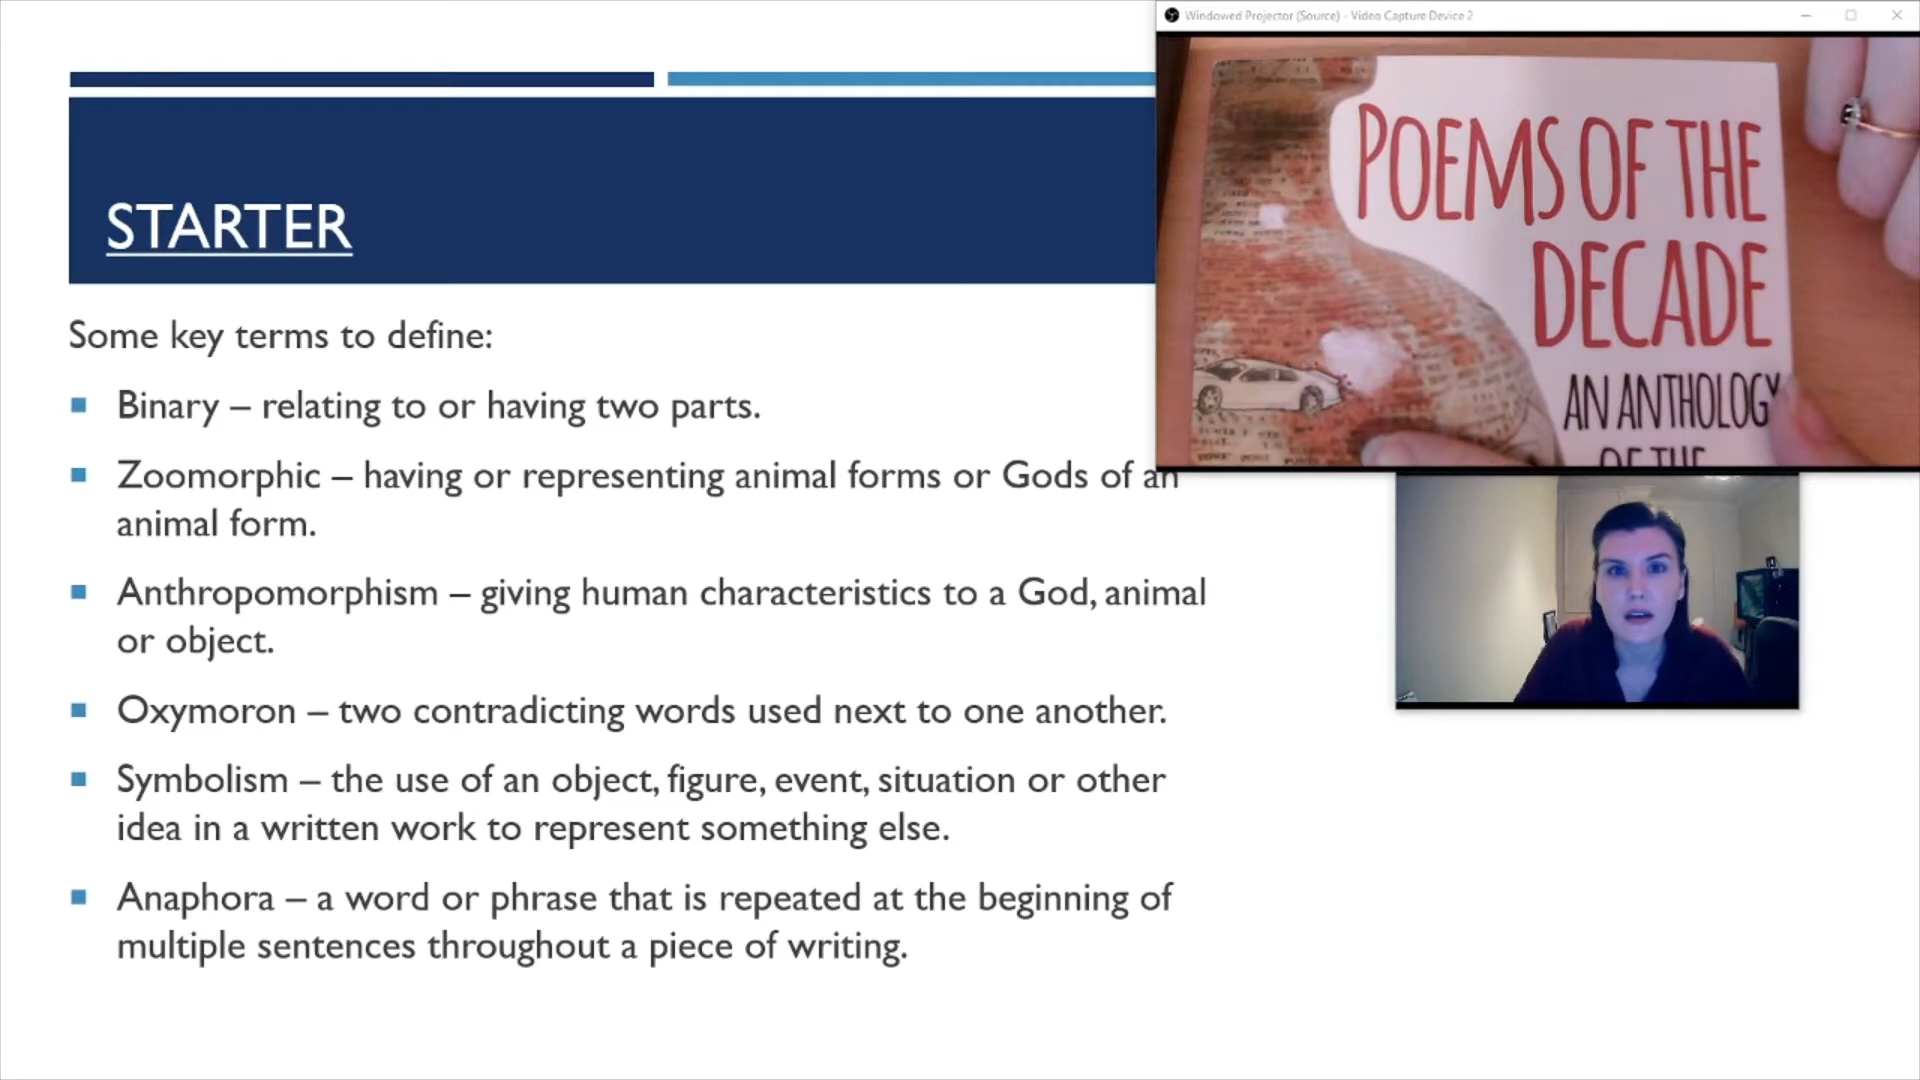 Windowed Projector (Source) - Video Capture Device 2
POEMS OF THE
DECADE
AN ANTHOLOGY
OF THE
STARTER
Some key terms to define:
Binary – relating to or having two parts.
Zoomorphic – having or representing animal forms or Gods of an
animal form.
Anthropomorphism – giving human characteristics to a God, animal
or object.
Oxymoron – two contradicting words used next to one another.
Symbolism – the use of an object, figure, event, situation or other
idea in a written work to represent something else.
Anaphora – a word or phrase that is repeated at the beginning of
multiple sentences throughout a piece of writing.